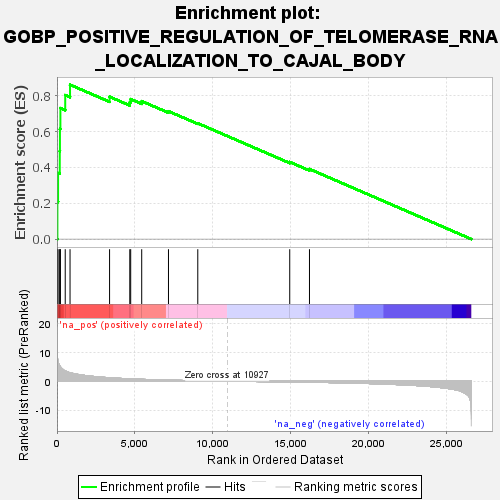 Enrichment plot:
GOBP_POSITIVE_REGULATION_OF_TELOMERASE_RNA
_LOCALIZATION_TO_CAJAL_BODY
Enrichment score (ES)
0.8
0.6
0.4
0.2
0.0
'na_pos' (positively correlated)
Ranked list metric (PreRanked)
20
10
0
-10
Zero cross at 10927
'na_neg' (negatively correlated)
0
5,000
10,000
15,000
20,000
25,000
Rank in Ordered Dataset
Enrichment profile
Hits
Ranking metric scores